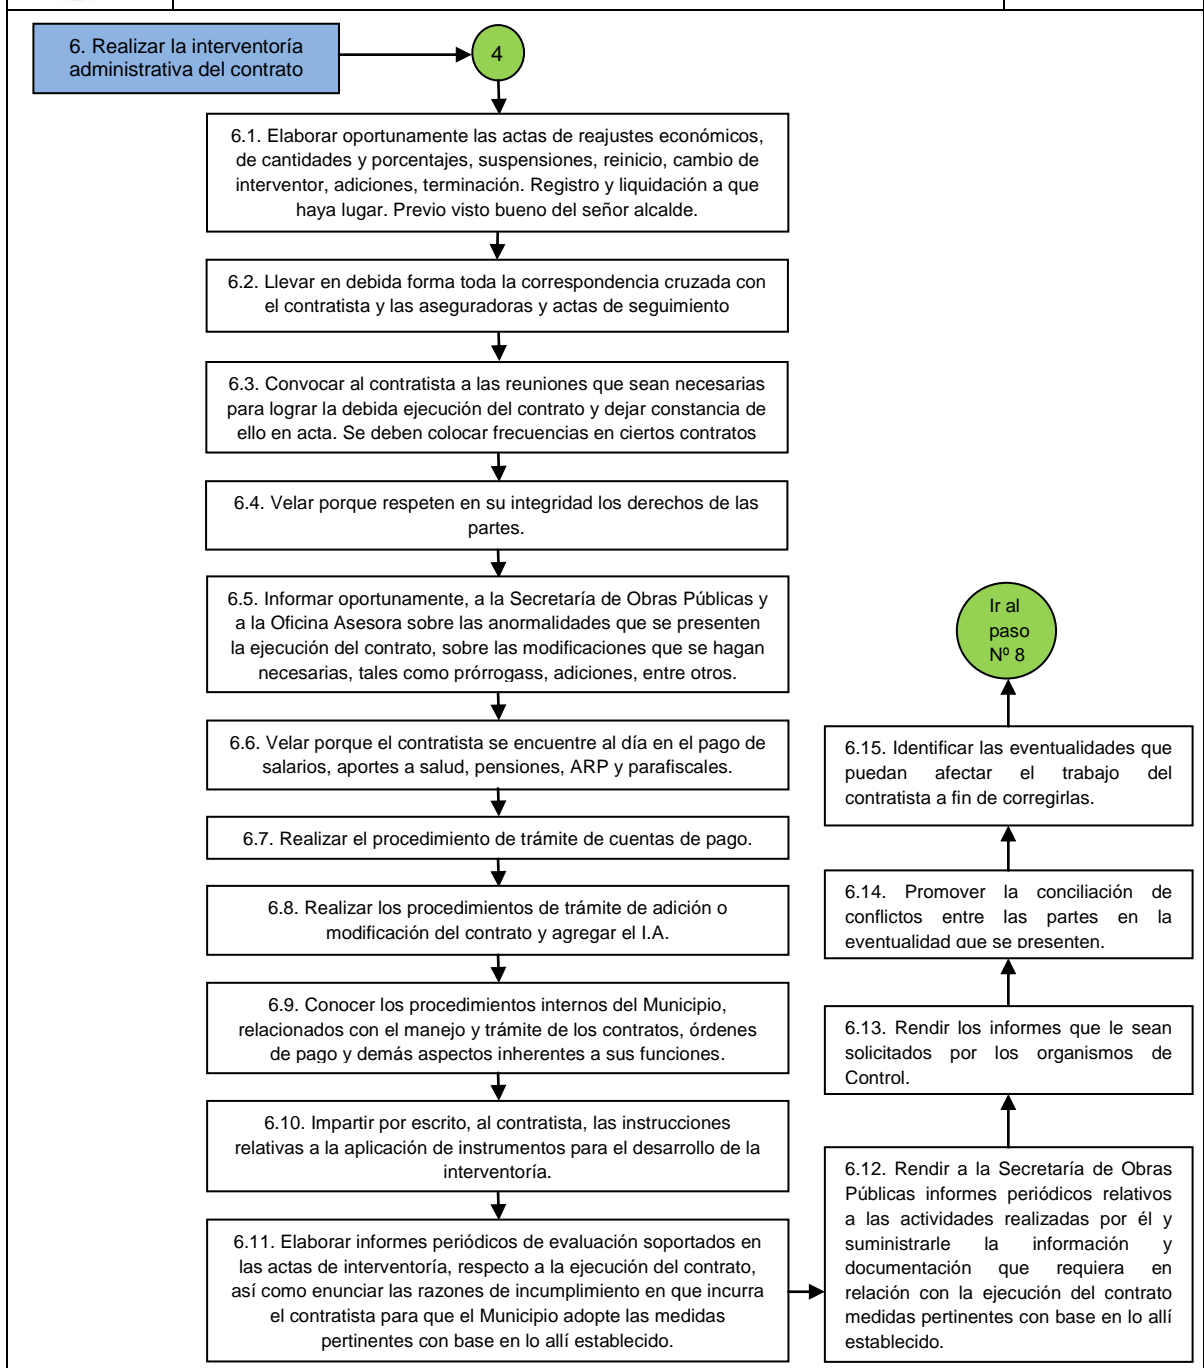 6. Realizar la interventoría
administrativa del contrato
4
6.1. Elaborar oportunamente las actas de reajustes económicos,
de cantidades y porcentajes, suspensiones, reinicio, cambio de
interventor, adiciones, terminación. Registro y liquidación a que
haya lugar. Previo visto bueno del señor alcalde.
6.2. Llevar en debida forma toda la correspondencia cruzada con
el contratista y las aseguradoras y actas de seguimiento
6.3. Convocar al contratista a las reuniones que sean necesarias
para lograr la debida ejecución del contrato y dejar constancia de
ello en acta. Se deben colocar frecuencias en ciertos contratos
6.4. Velar porque respeten en su integridad los derechos de las
partes.
6.5. Informar oportunamente, a la Secretaría de Obras Públicas y
a la Oficina Asesora sobre las anormalidades que se presenten
la ejecución del contrato, sobre las modificaciones que se hagan
necesarias, tales como prórrogass, adiciones, entre otros.
6.6. Velar porque el contratista se encuentre al día en el pago de
salarios, aportes a salud, pensiones, ARP y parafiscales.
6.7. Realizar el procedimiento de trámite de cuentas de pago.
6.8. Realizar los procedimientos de trámite de adición o
modificación del contrato y agregar el I.A.
6.9. Conocer los procedimientos internos del Municipio,
relacionados con el manejo y trámite de los contratos, órdenes
de pago y demás aspectos inherentes a sus funciones.
6.10. Impartir por escrito, al contratista, las instrucciones
relativas a la aplicación de instrumentos para el desarrollo de la
interventoría.
6.11. Elaborar informes periódicos de evaluación soportados en
las actas de interventoría, respecto a la ejecución del contrato,
así como enunciar las razones de incumplimiento en que incurra
el contratista para que el Municipio adopte las medidas
pertinentes con base en lo allí establecido.
6.12. Rendir a la Secretaría de Obras
Públicas informes periódicos relativos
a las actividades realizadas por él y
suministrarle la información y
documentación que requiera en
relación con la ejecución del contrato
medidas pertinentes con base en lo allí
establecido.
6.13. Rendir los informes que le sean
solicitados por los organismos de
Control.
6.14. Promover la conciliación de
conflictos entre las partes en la
eventualidad que se presenten.
6.15. Identificar las eventualidades que
puedan afectar el trabajo del
contratista a fin de corregirlas.
Ir al
paso
Nº 8